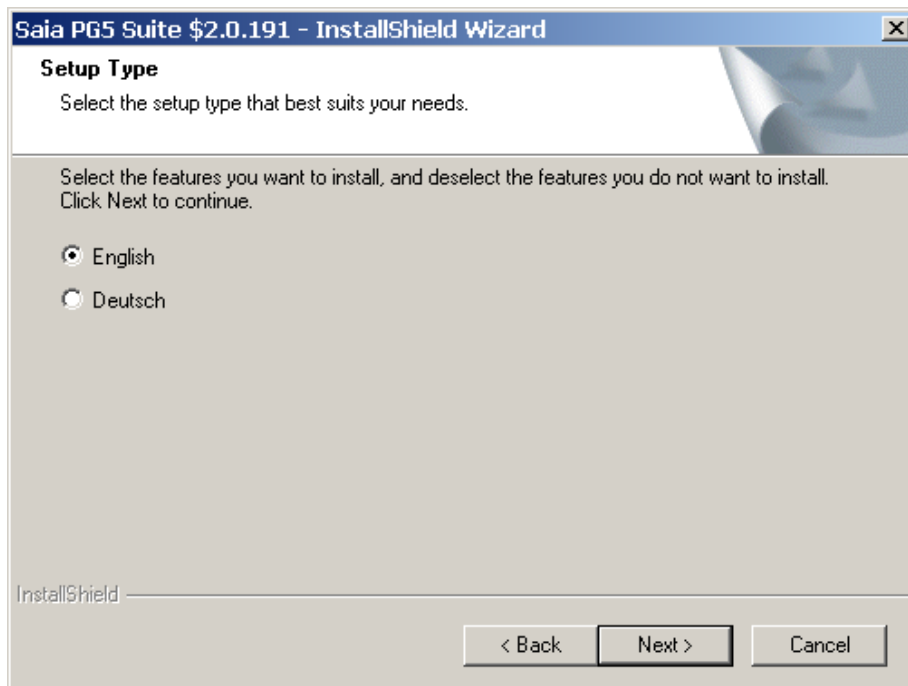 Saia PG5 Suite $2.0.191 - InstallShield Wizard
Setup Type
Select the setup type that best suits your needs.
Select the features you want to install, and deselect the features you do not want to install.
Click Next to continue.
English
Deutsch
InstallShield
< Back
Next >
Cancel